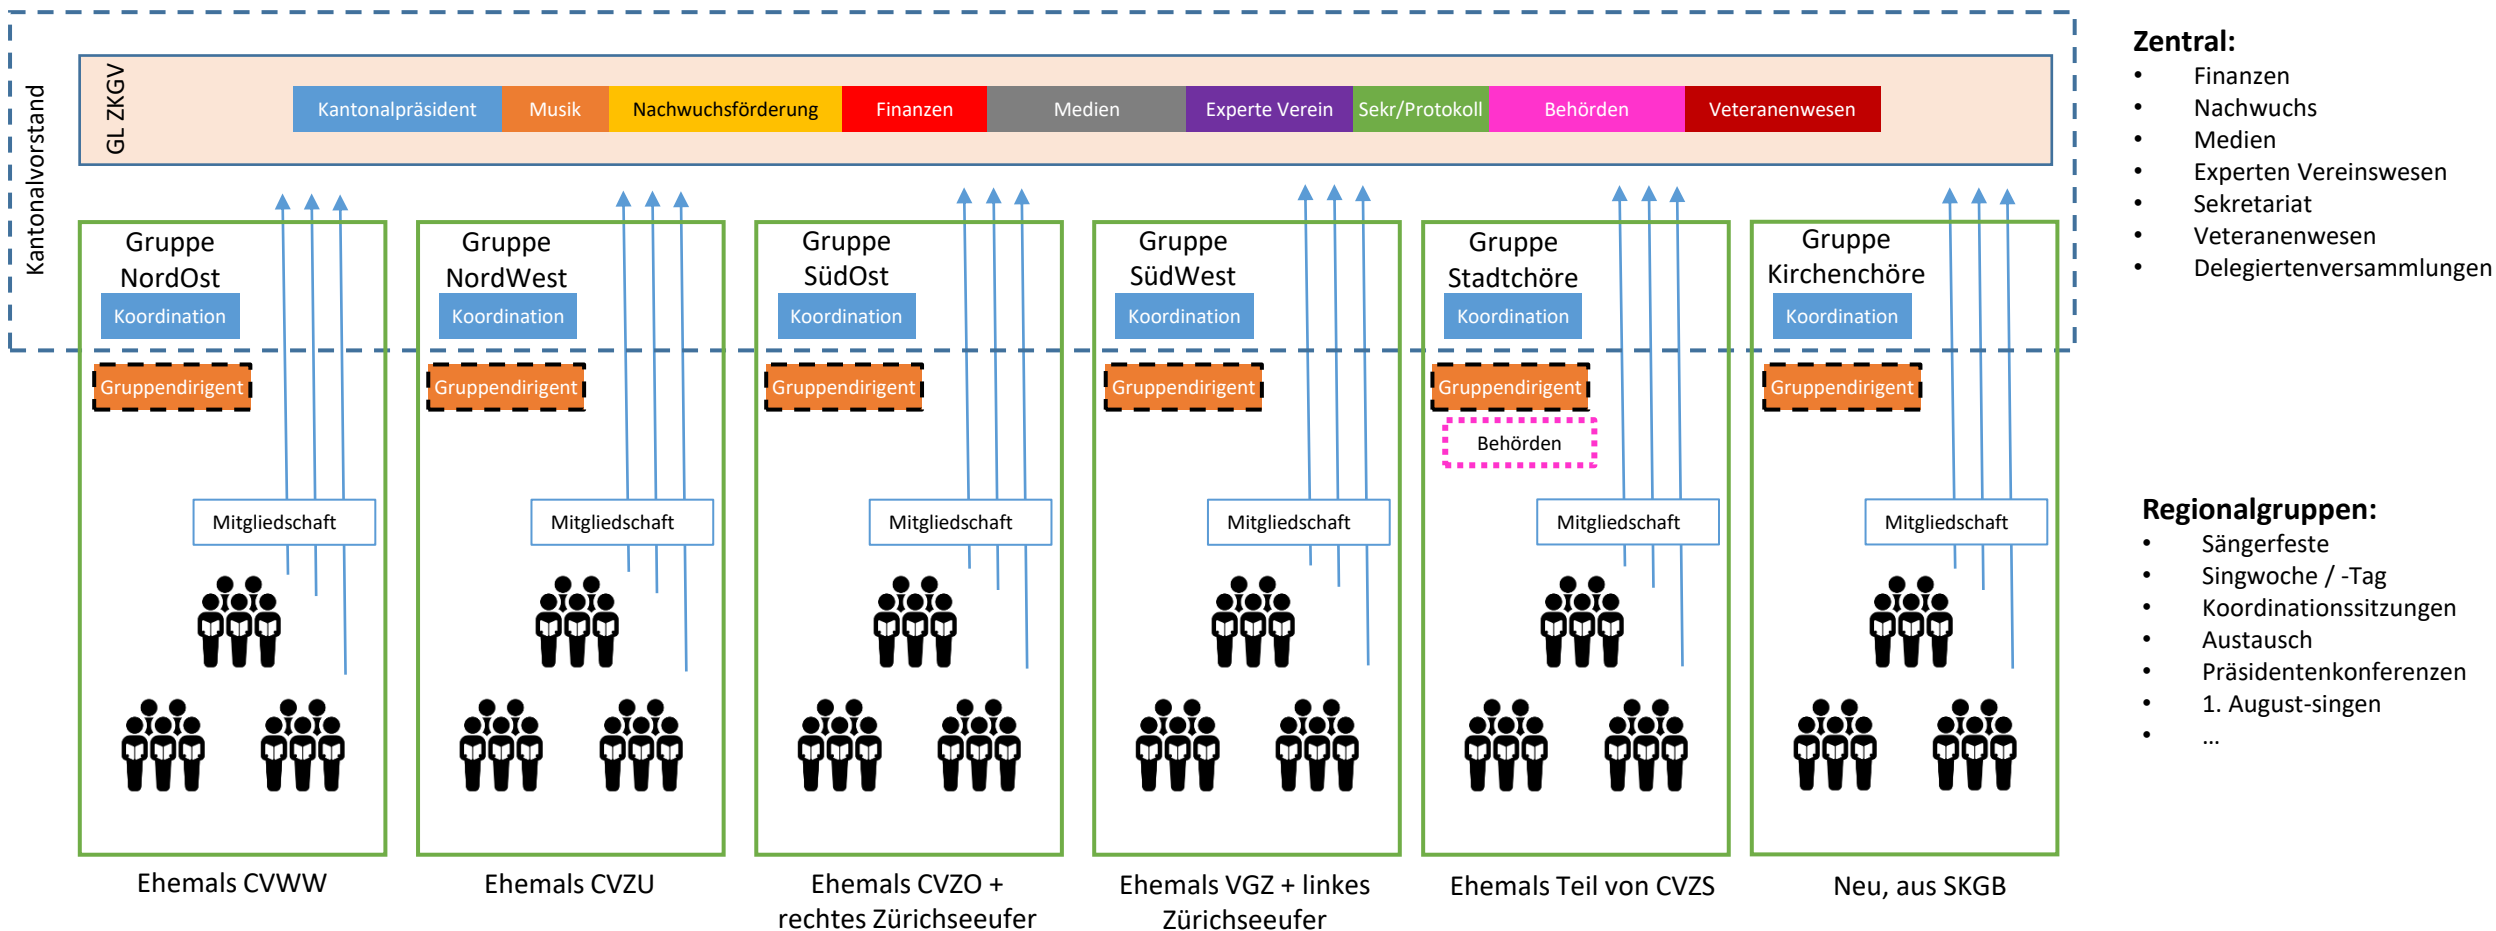 Kantonalvorstand
GL ZKGV
Kantonalpräsident
Musik
Nachwuchsförderung
Finanzen
Medien
Experte Verein
Sekr/Protokoll
Behörden
Veteranenwesen
Gruppe
NordOst
Koordination
Gruppendirigent
Mitgliedschaft
Ehemals CVWW
Gruppe
NordWest
Koordination
Gruppendirigent
Mitgliedschaft
Ehemals CVZU
Gruppe
SüdOst
Koordination
Gruppendirigent
Mitgliedschaft
Ehemals CVZO +
rechtes Zürichseeufer
Gruppe
SüdWest
Koordination
Gruppendirigent
Mitgliedschaft
Ehemals VGZ + linkes
Zürichseeufer
Gruppe
Stadtchöre
Koordination
Gruppendirigent
Behörden
Mitgliedschaft
Ehemals Teil von CVZS
Gruppe
Kirchenchöre
Koordination
Gruppendirigent
Mitgliedschaft
Neu, aus SKGB
Zentral:
• Finanzen
• Nachwuchs
• Medien
• Experten Vereinswesen
• Sekretariat
• Veteranenwesen
• Delegiertenversammlungen
Regionalgruppen:
• Sängerfeste
• Singwoche / -Tag
• Koordinationssitzungen
• Austausch
• Präsidentenkonferenzen
• 1. August-singen
• …